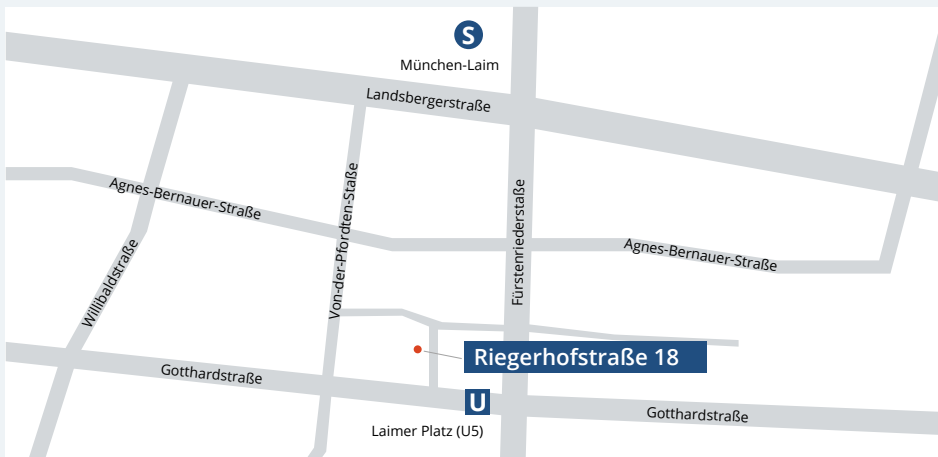 S
München-Laim
Landsbergerstraße
Agnes-Bernauer-Straße
Von-der-Pfordten-Staße
Fürstenriederstaße
Agnes-Bernauer-Straße
Willibaldstraße
Riegerhofstraße 18
Gotthardstraße
U
Gotthardstraße
Laimer Platz (U5)